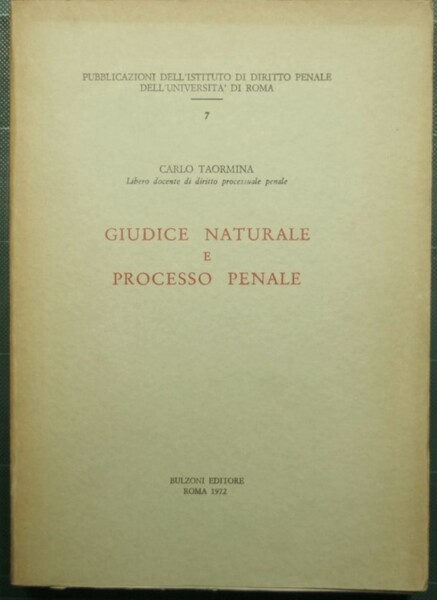 PUBBLICAZIONI DELL'ISTITUTO DI DIRITTO PENALE
DELL'UNIVERSITA' DI ROMA
7
CARLO TAORMINA
Libero docente di diritto processuale penale
GIUDICE NATURALE
E
PROCESSO PENALE
BULZONI EDITORE
ROMA 1972